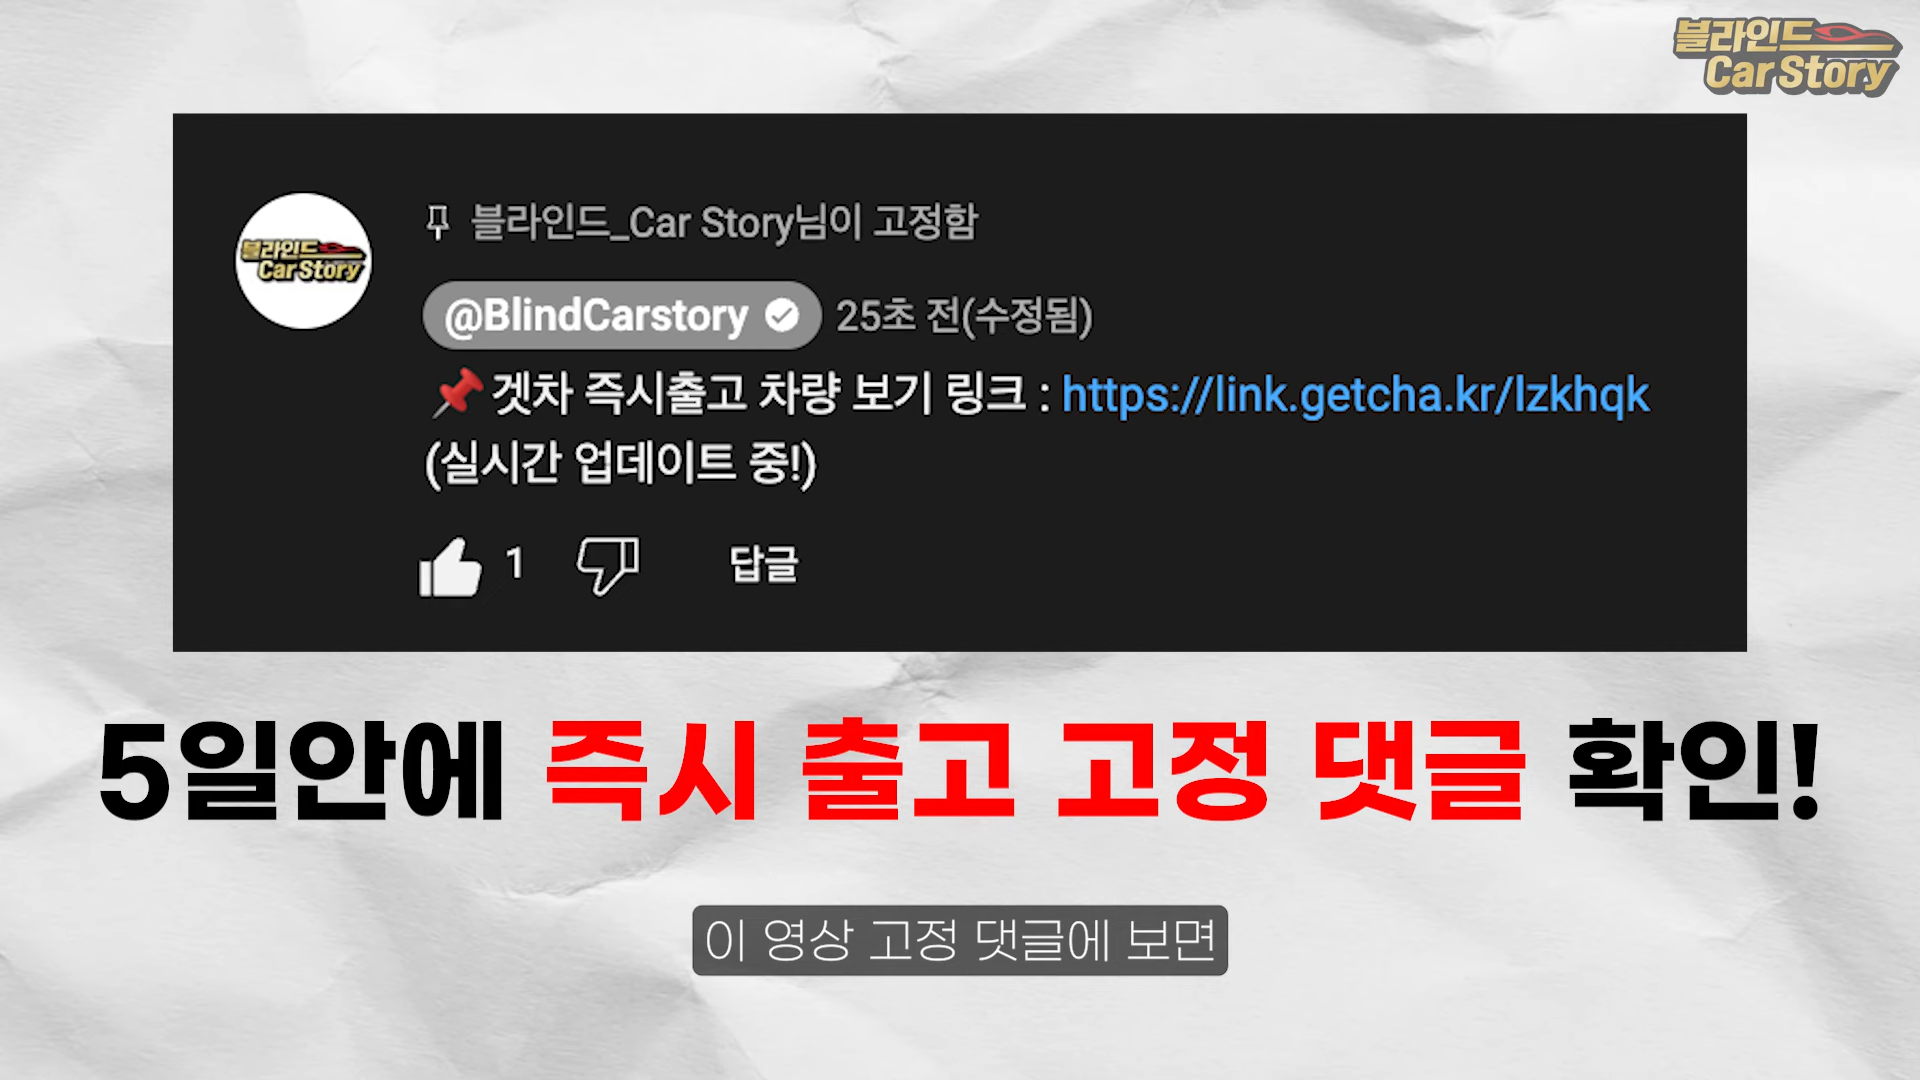 블라인드
Car Story
블라인드_Car Story님이 고정함
블라인드
Car Story
@BlindCarstory 25초 전(수정됨)
📌겟차 즉시출고 차량 보기 링크 : https://link.getcha.kr/lzkhqk
(실시간 업데이트 중!)
1 답글
5일안에 즉시 출고 고정 댓글 확인!
이 영상 고정 댓글에 보면